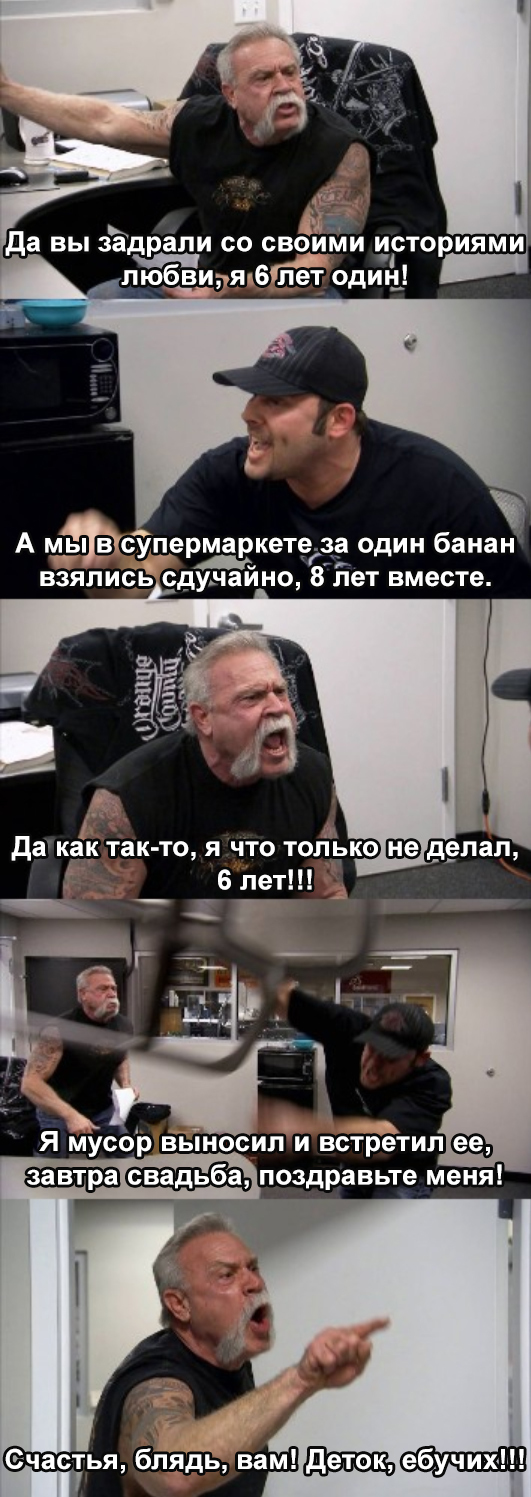 Да вы задрали со своими историями
любви, я 6 лет один!
А мы в супермаркете за один банан
взялись сдучайно, 8 лет вместе.
Orange
County
Да как так-то, я что только не делал,
6 лет!!!
Я мусор выносил и встретил ее,
завтра свадьба, поздравьте меня!
Счастья, блядь, вам! Деток, ебучих!!!